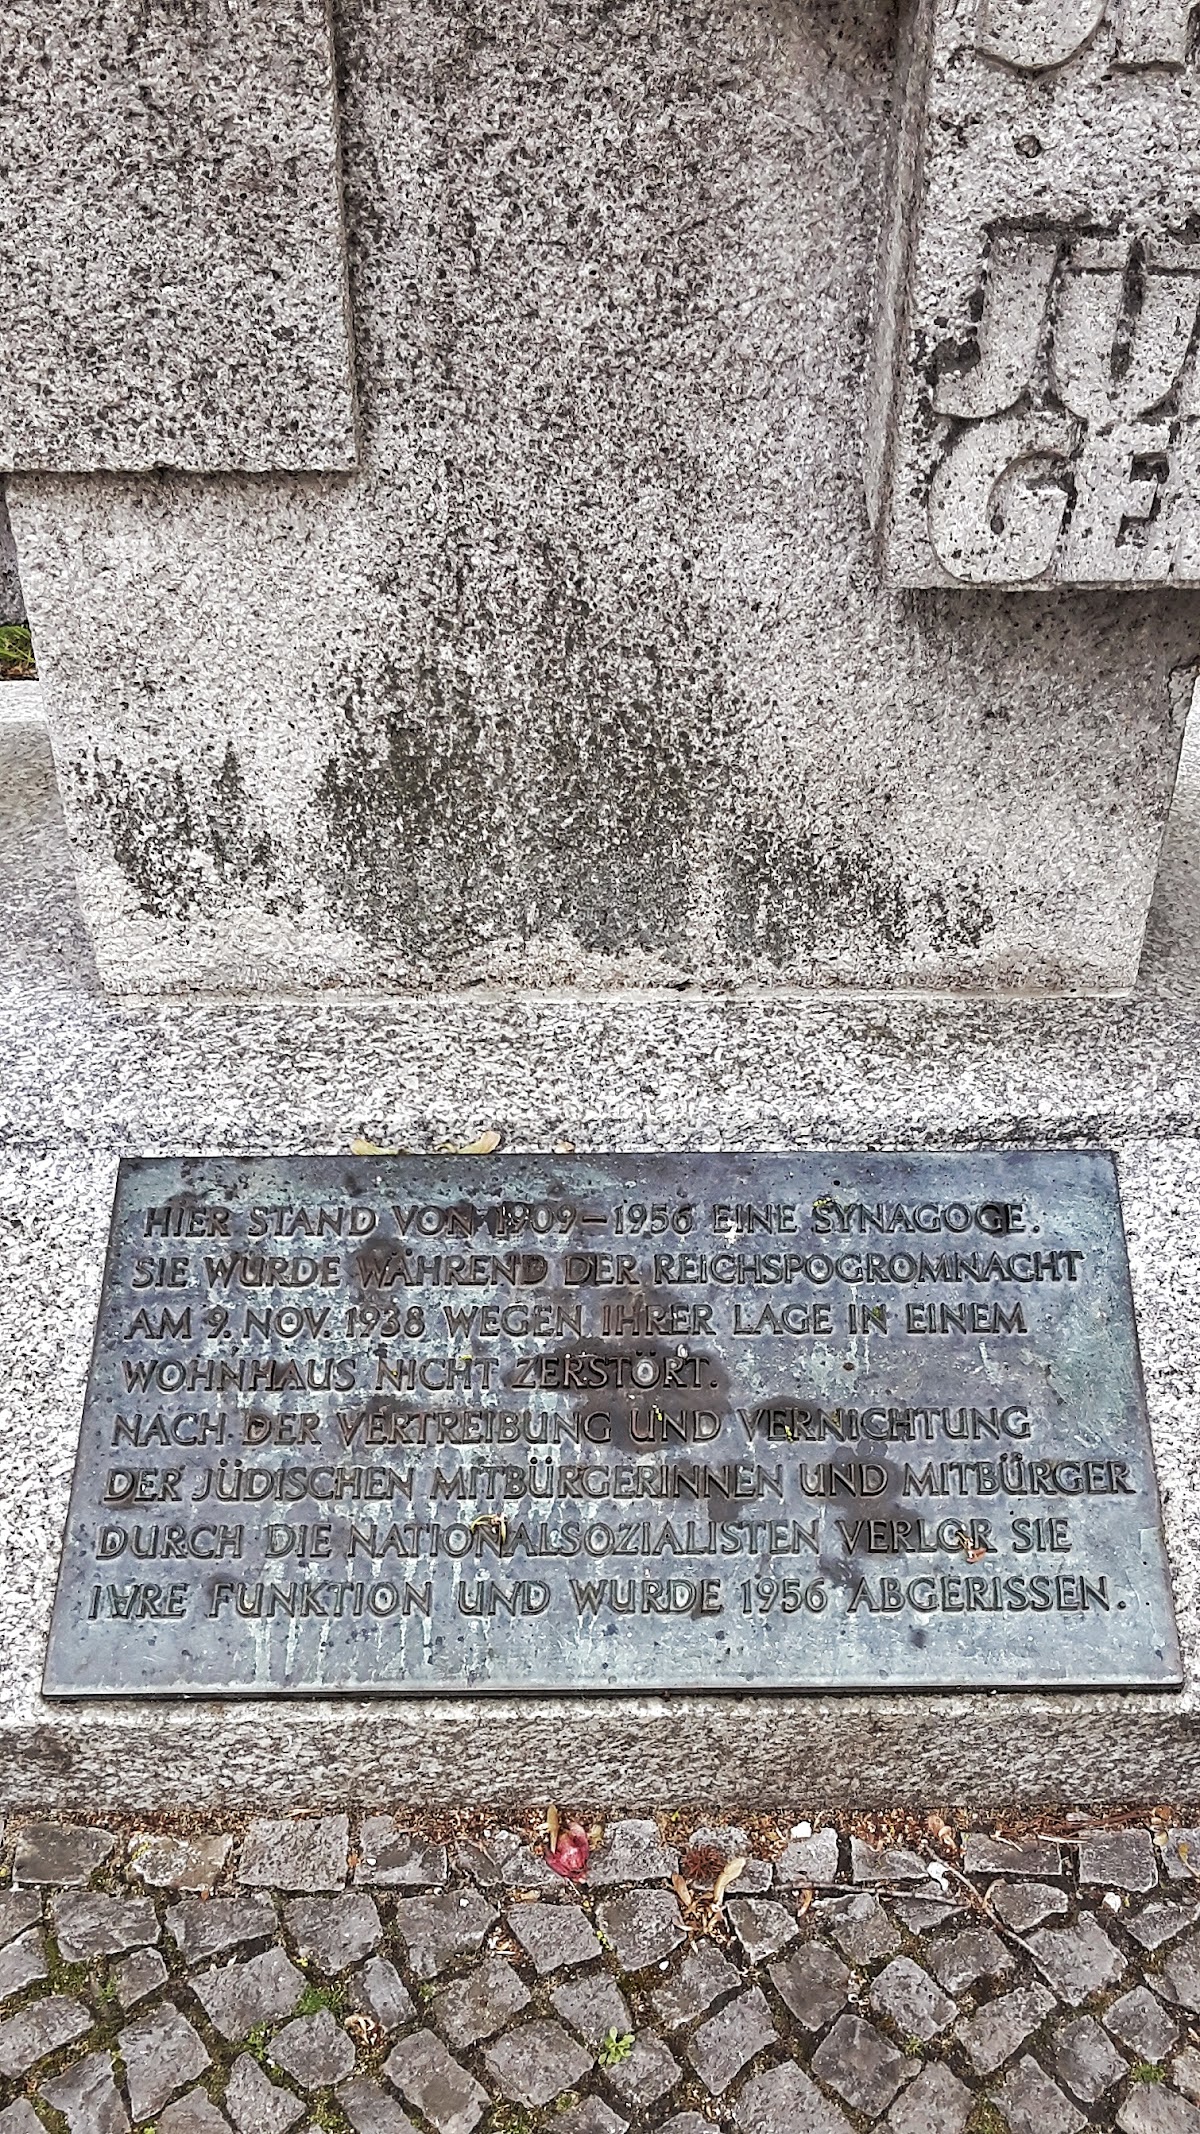 JÜ
GE
HIER STAND VON 1909–1956 EINE SYNAGOGE.
SIE WURDE WÄHREND DER REICHSPOGROMNACHT
AM 9. NOV. 1938 WEGEN IHRER LAGE IN EINEM
WOHNHAUS NICHT ZERSTÖRT.
NACH DER VERTREIBUNG UND VERNICHTUNG
DER JÜDISCHEN MITBÜRGERINNEN UND MITBÜRGER
DURCH DIE NATIONALSOZIALISTEN VERLOR SIE
IHRE FUNKTION UND WURDE 1956 ABGERISSEN.